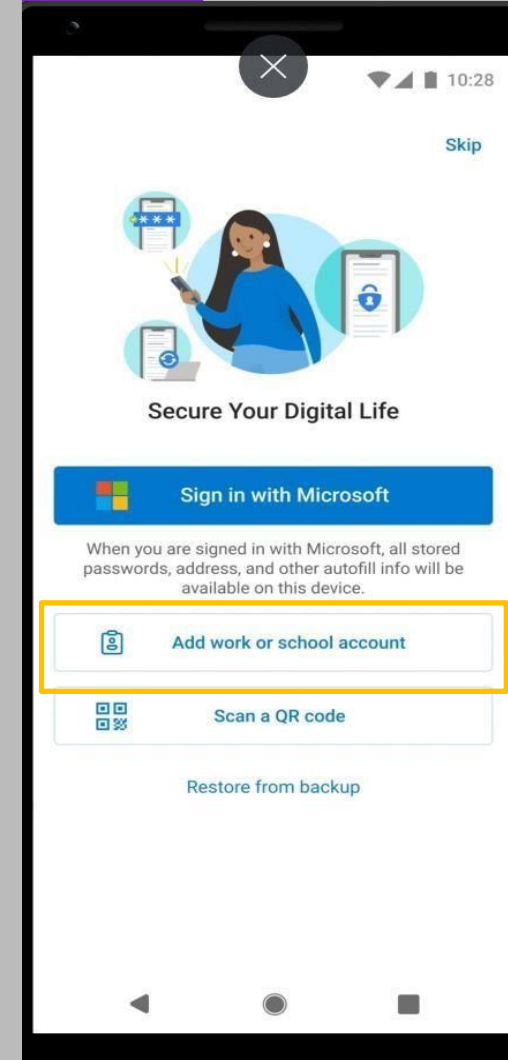 10:28
Skip
***
Secure Your Digital Life
Sign in with Microsoft
When you are signed in with Microsoft, all stored
passwords, address, and other autofill info will be
available on this device.
Add work or school account
Scan a QR code
Restore from backup